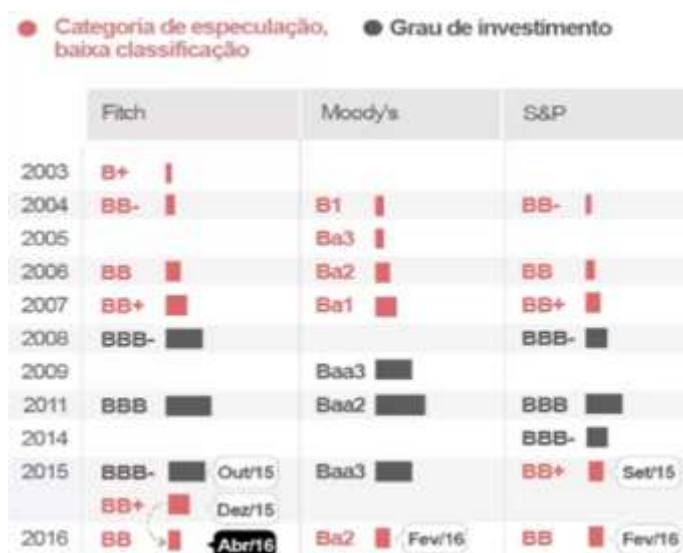 Categoria de especulação, baixa classificação
Grau de investimento
Fitch Moody's S&P
2003 B+
2004 BB- B1 BB-
2005 Ba3
2006 BB Ba2 BB
2007 BB+ Ba1 BB+
2008 BBB- BBB-
2009 Baa3
2011 BBB Baa2 BBB
2014 BBB-
2015 BBB- Out/15 Baa3 BB+ Set/15
BB+ Dez/15
2016 BB Abr/16 Ba2 Fev/16 BB Fev/16